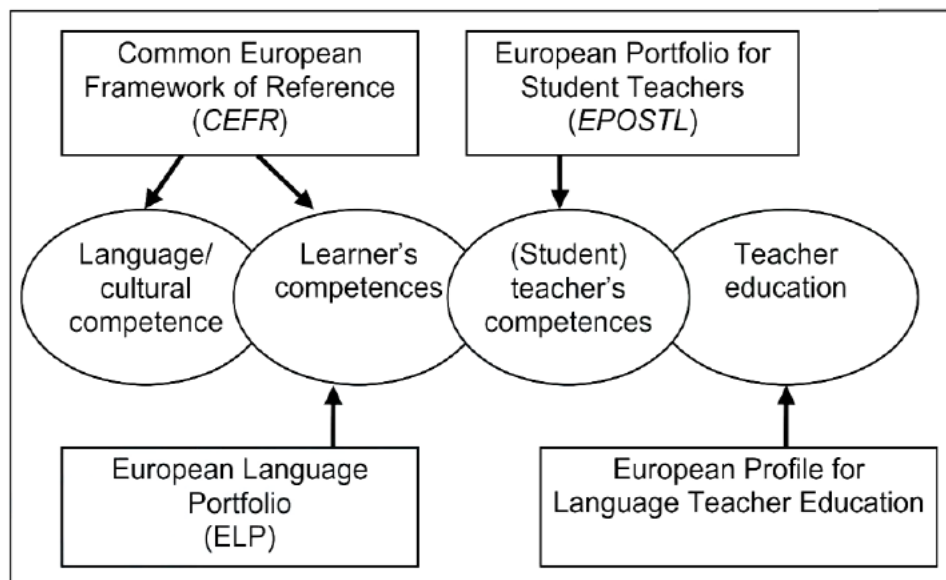 Common European
Framework of Reference
(CEFR)
European Portfolio for
Student Teachers
(EPOSTL)
Language/
cultural
competence
Learner's
competences
(Student)
teacher's
competences
Teacher
education
European Language
Portfolio
(ELP)
European Profile for
Language Teacher Education